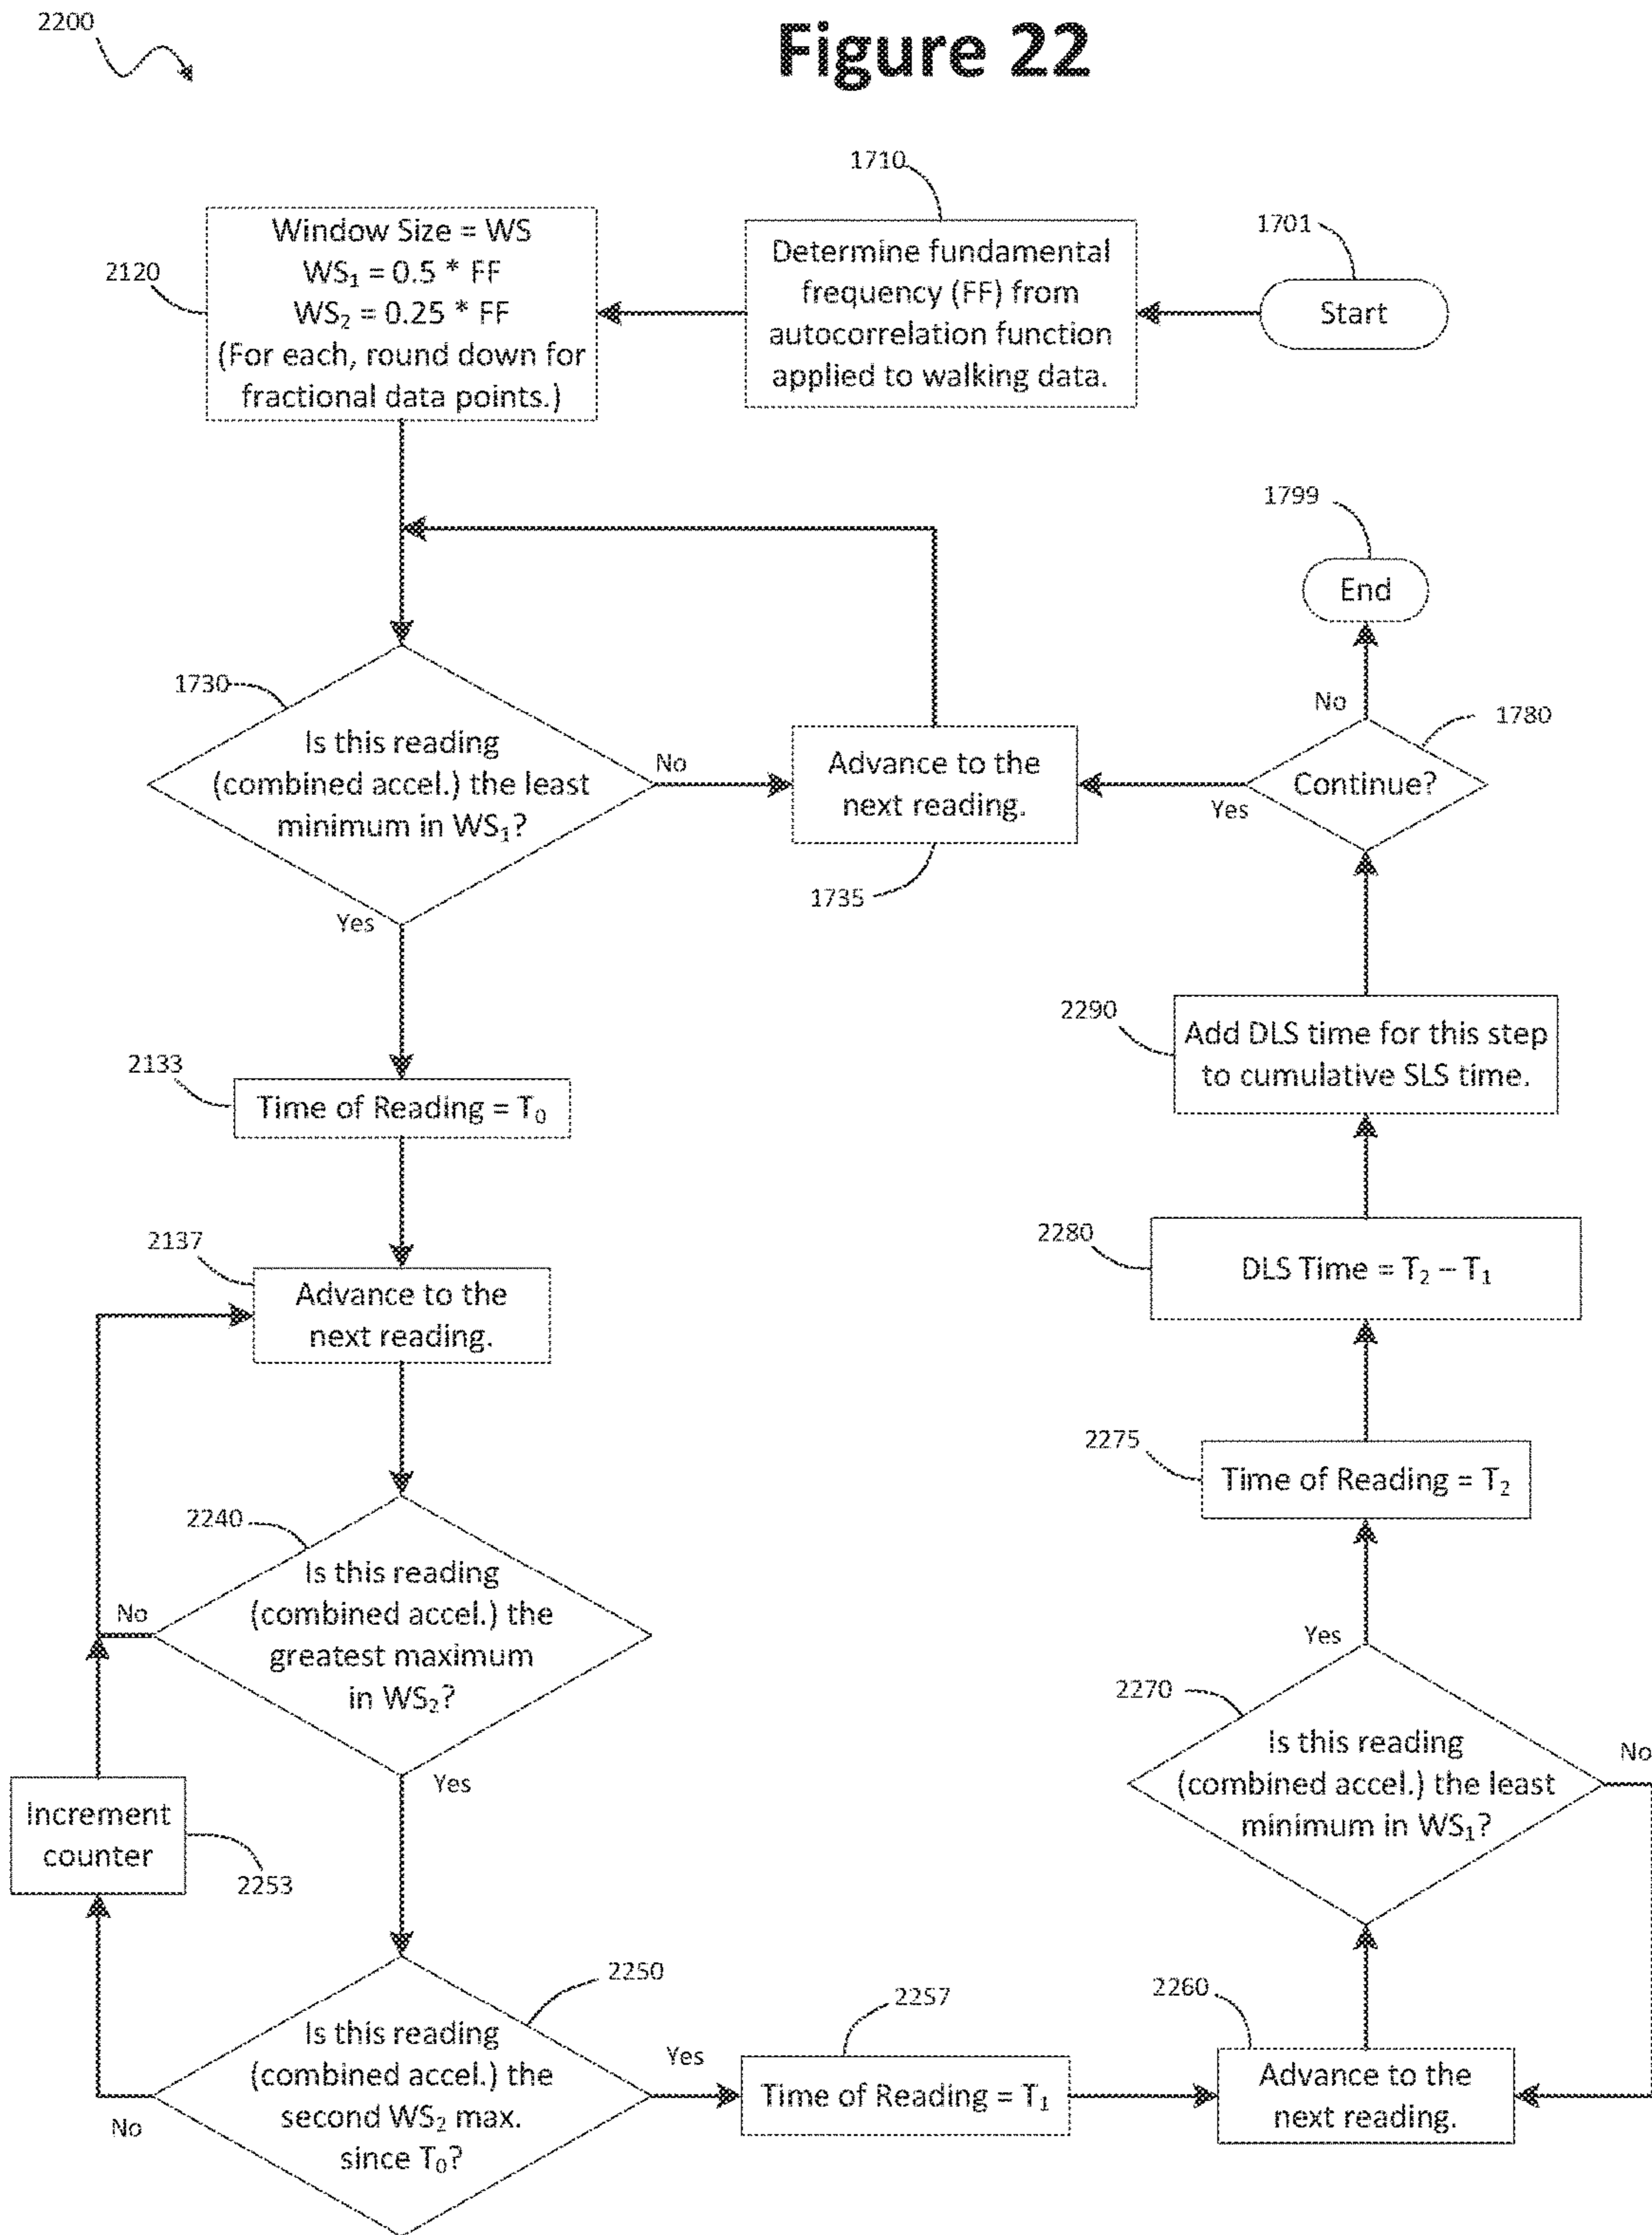 2200
Figure 22
1701
Start
1710
Determine fundamental
frequency (FF) from
autocorrelation function
applied to walking data.
2120
Window Size = WS
WS₁ = 0.5 * FF
WS₂ = 0.25 * FF
(For each, round down for
fractional data points.)
1730
Is this reading
(combined accel.) the least
minimum in WS₁?
No
Yes
Advance to the
next reading.
1735
1799
End
No
1780
Continue?
Yes
2133
Time of Reading = T₀
2137
Advance to the
next reading.
2240
Is this reading
(combined accel.) the
greatest maximum
in WS₂?
No
Yes
Increment
counter
2253
2250
Is this reading
(combined accel.) the
second WS₂ max.
since T₀?
No
Yes
2257
Time of Reading = T₁
2260
Advance to the
next reading.
2270
Is this reading
(combined accel.) the least
minimum in WS₁?
No
Yes
2275
Time of Reading = T₂
2280
DLS Time = T₂ – T₁
2290
Add DLS time for this step
to cumulative SLS time.